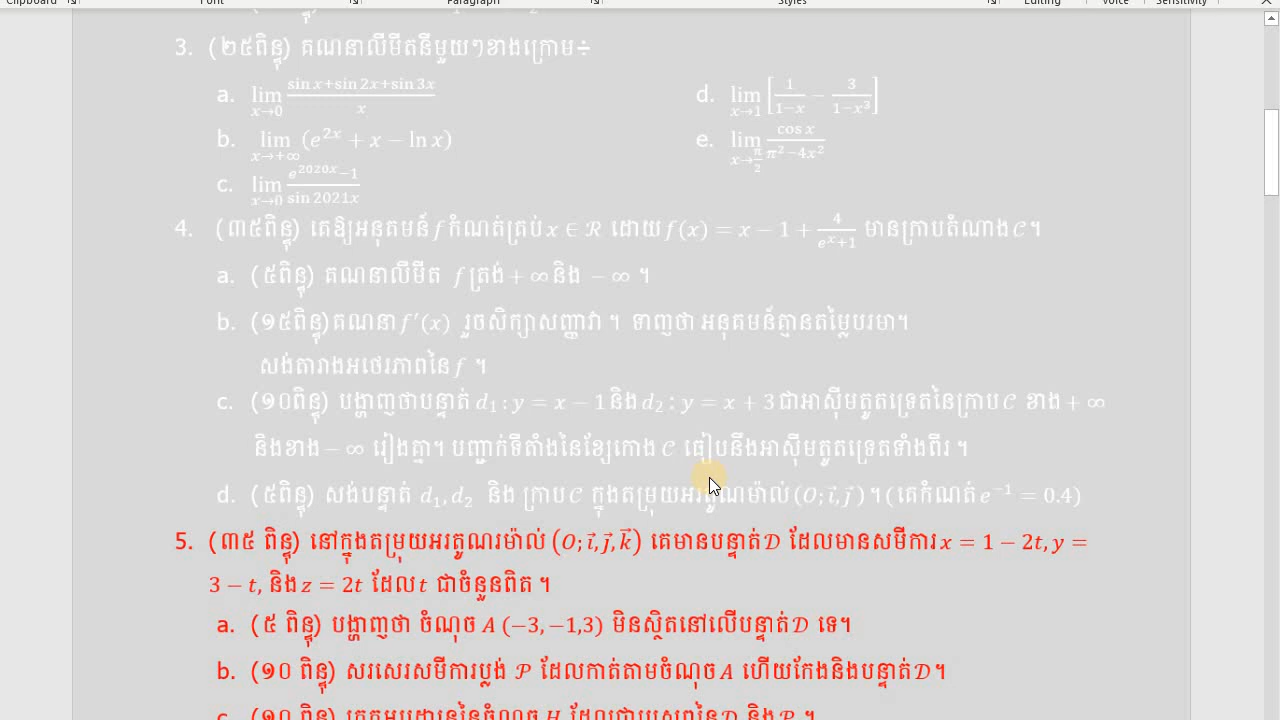 Clipboard Font Paragraph Styles Editing Voice Sensitivity
3. (២៥ពិន្ទុ) គណនាលីមីតនីមួយៗខាងក្រោម÷
a. lim x→0 (sin x+sin 2x+sin 3x)/x
d. lim x→1 [1/(1−x) − 3/(1−x³)]
b. lim x→+∞ (e²ˣ + x − ln x)
e. lim x→π/2 cos x/(π²−4x²)
c. lim x→0 (e²⁰²⁰ˣ−1)/(sin 2021x)
4. (៣៥ពិន្ទុ) គេឱ្យអនុគមន៍ f កំណត់គ្រប់ x ∈ ℛ ដោយ f(x) = x − 1 + 4/(eˣ+1) មានក្រាបតំណាង 𝒞។
a. (៥ពិន្ទុ) គណនាលីមីត f ត្រង់ + ∞ និង − ∞ ។
b. (១៥ពិន្ទុ)គណនា f′(x) រួចសិក្សាសញ្ញាវា ។ ទាញថា អនុគមន៍គ្មានតម្លៃបរមា។
សង់តារាងអថេរភាពនៃ f ។
c. (១០ពិន្ទុ) បង្ហាញថាបន្ទាត់ d₁ : y = x − 1 និង d₂ : y = x + 3 ជាអាស៊ីមតូតទ្រេតនៃក្រាប 𝒞 ខាង + ∞
និងខាង − ∞ រៀងគ្នា។ បញ្ជាក់ទីតាំងនៃខ្សែកោង 𝒞 ធៀបនឹងអាស៊ីមតូតទ្រេតទាំងពីរ ។
d. (៥ពិន្ទុ) សង់បន្ទាត់ d₁, d₂ និង ក្រាប 𝒞 ក្នុងតម្រុយអរតូណម៉ាល់ (O; i⃗, j⃗) ។ (គេកំណត់ e⁻¹ = 0.4)
5. (៣៥ ពិន្ទុ) នៅក្នុងតម្រុយអរតូណរម៉ាល់ (O; i⃗, j⃗, k⃗) គេមានបន្ទាត់ 𝒟 ដែលមានសមីការ x = 1 − 2t, y =
3 − t, និង z = 2t ដែល t ជាចំនួនពិត ។
a. (៥ ពិន្ទុ) បង្ហាញថា ចំណុច A (−3, −1,3) មិនស្ថិតនៅលើបន្ទាត់ 𝒟 ទេ។
b. (១០ ពិន្ទុ) សរសេរសមីការប្លង់ 𝒫 ដែលកាត់តាមចំណុច A ហើយកែងនិងបន្ទាត់ 𝒟។